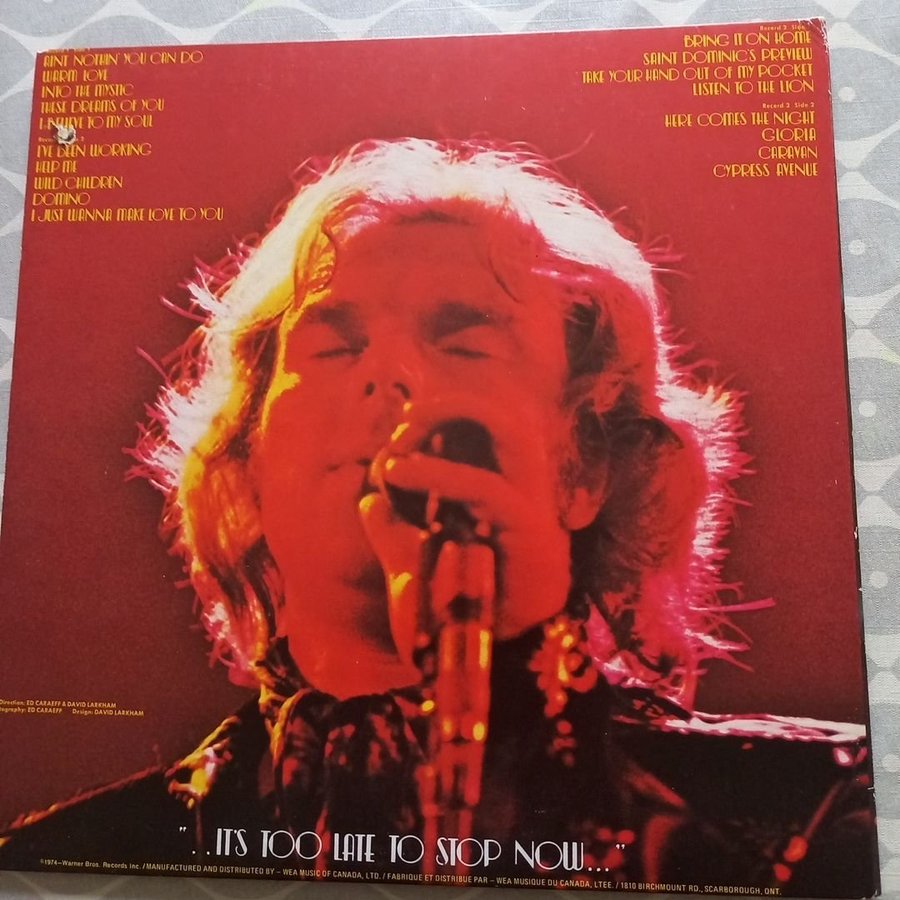 AINT NOTHIN' YOU CAN DO
WARM LOVE
INTO THE MYSTIC
THESE DREAMS OF YOU
I BELIEVE TO MY SOUL
I'VE BEEN WORKING
HELP ME
WILD CHILDREN
DOMINO
I JUST WANNA MAKE LOVE TO YOU
Record 2 Side
BRING IT ON HOME
SAINT DOMINIC'S PREVIEW
TAKE YOUR HAND OUT OF MY POCKET
LISTEN TO THE LION
Record 2 Side 2
HERE COMES THE NIGHT
GLORIA
CARAVAN
CYPRESS AVENUE
Direction: ED CARAEFF & DAVID LARKHAM
tography: ED CARAEFF Design: DAVID LARKHAM
"..IT'S TOO LATE TO STOP NOW..."
©1974—Warner Bros. Records Inc. / MANUFACTURED AND DISTRIBUTED BY – WEA MUSIC OF CANADA, LTD. / FABRIQUE ET DISTRIBUE PAR – WEA MUSIQUE DU CANADA, LTEE. / 1810 BIRCHMOUNT RD., SCARBOROUGH, ONT.